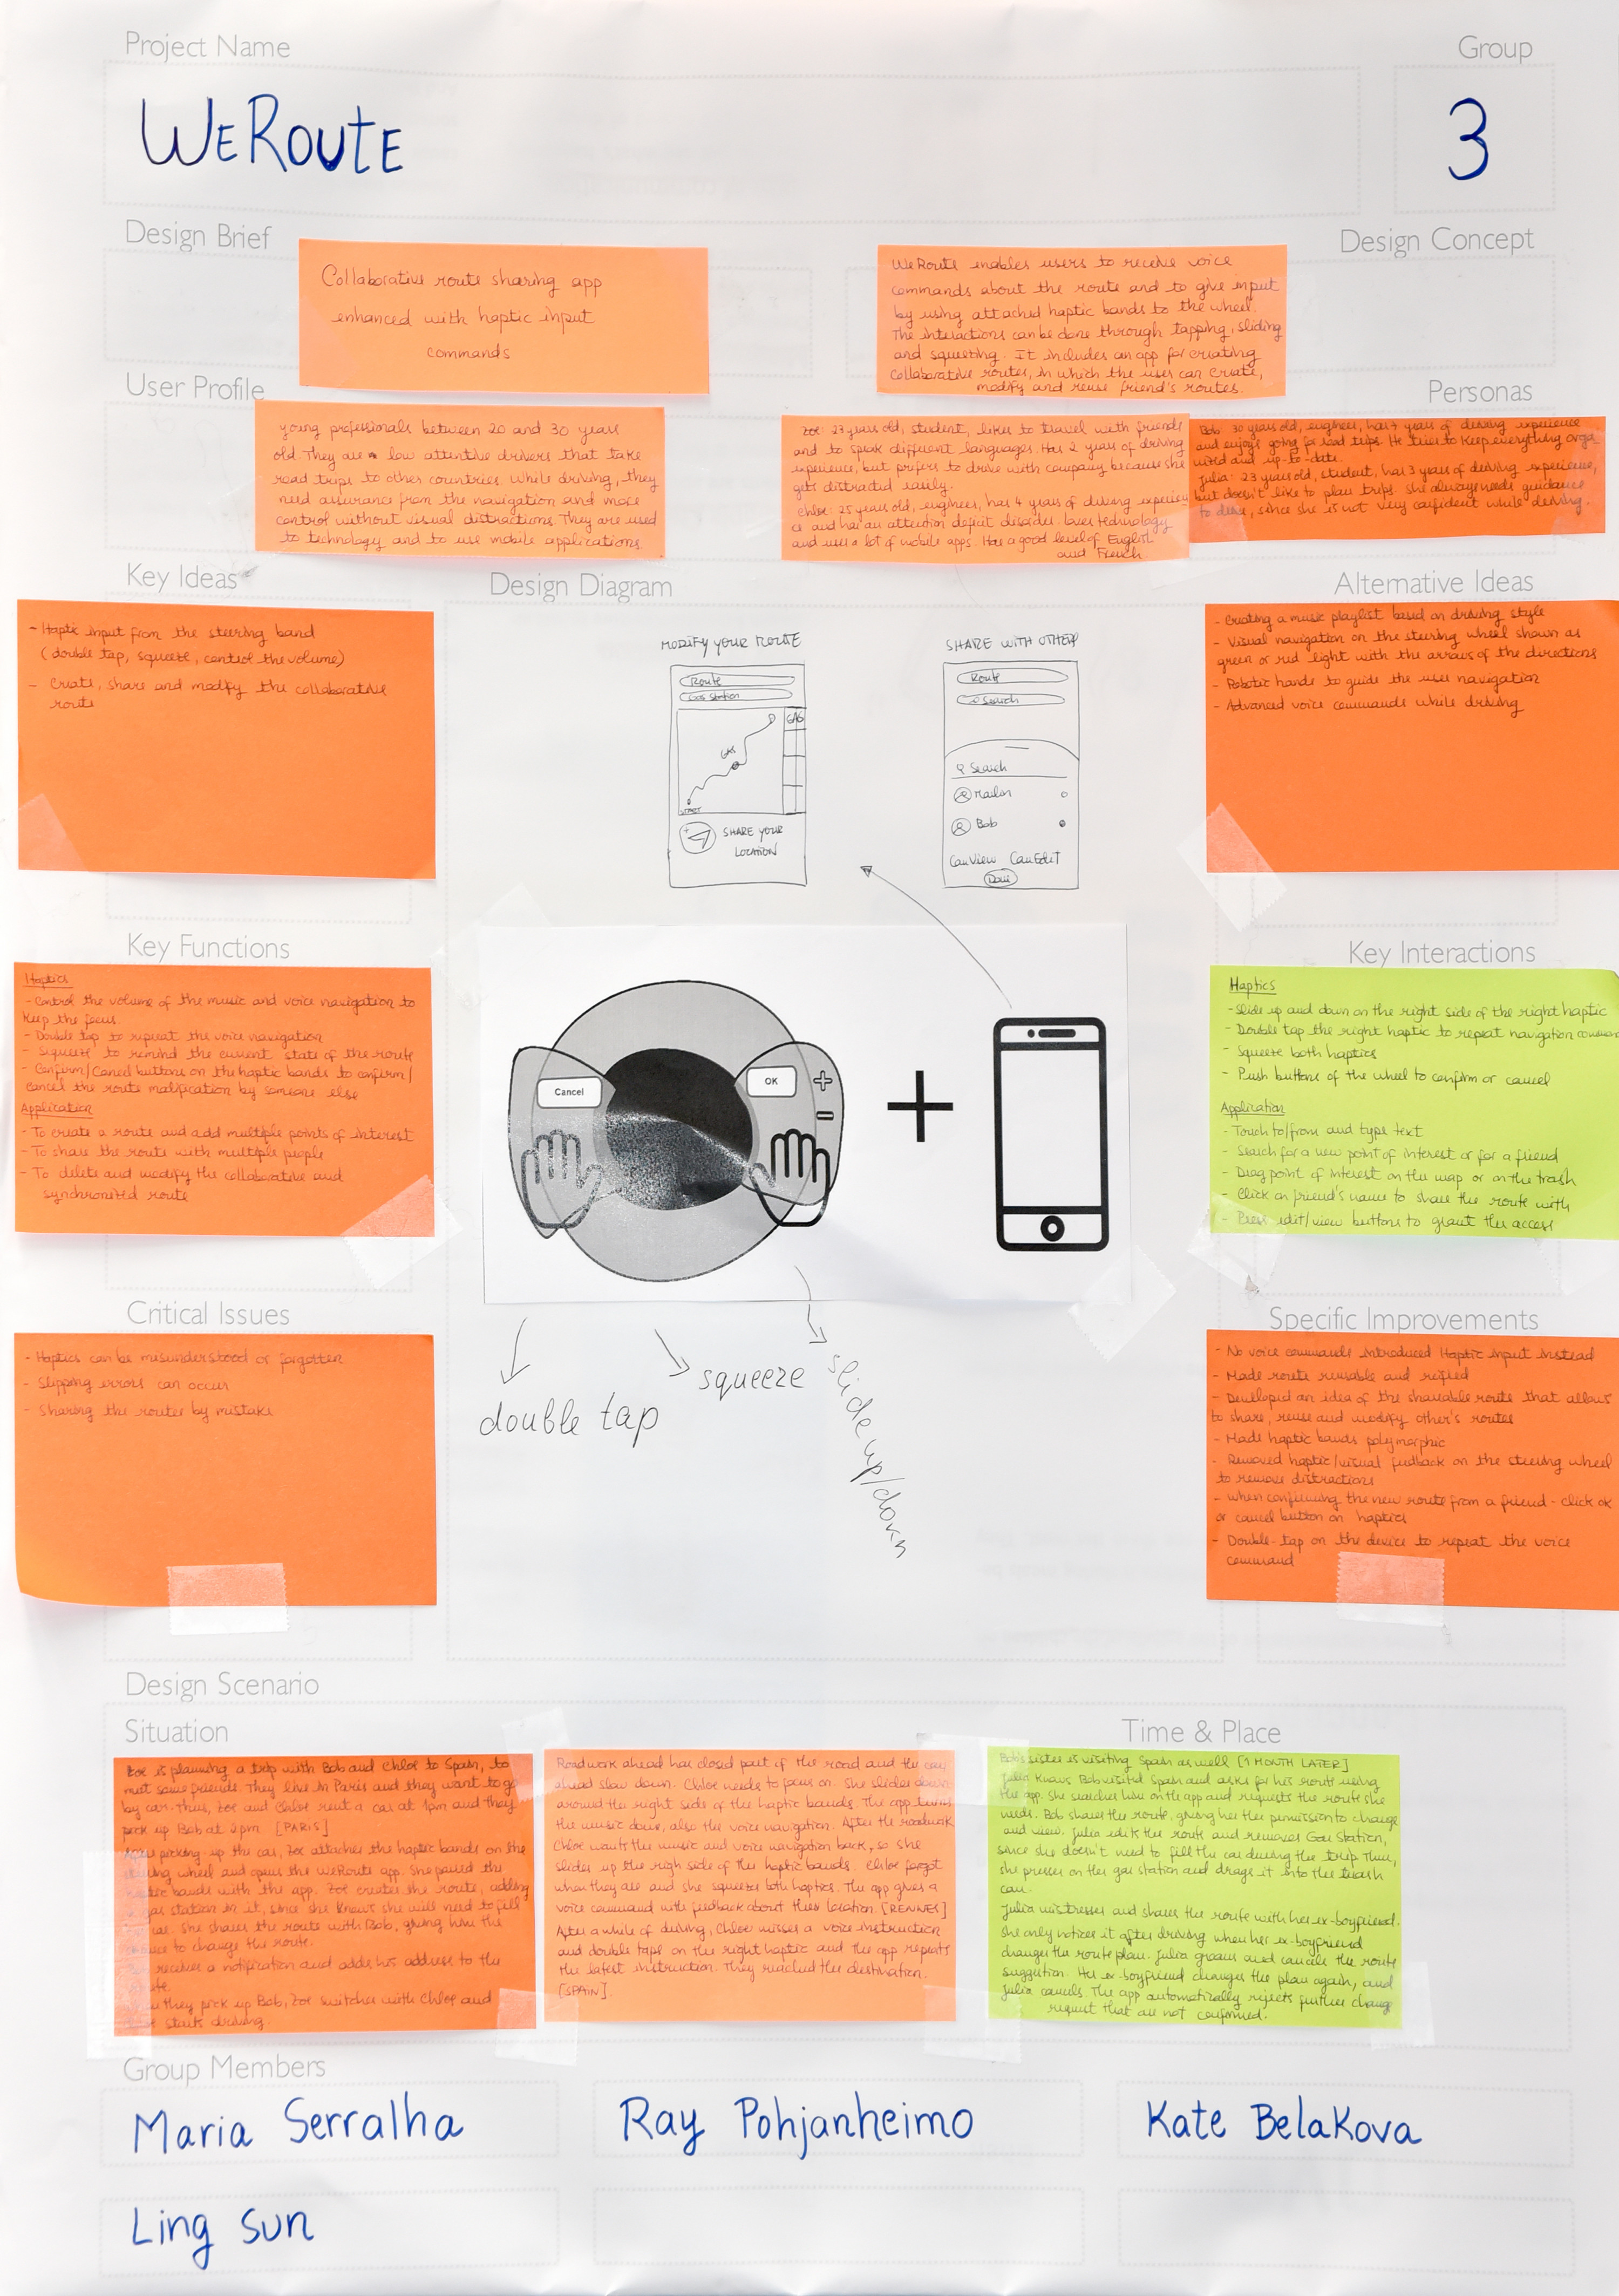 Project Name
Group
WEROUTE
3
Design Brief
Design Concept
Collaborative route sharing app
enhanced with haptic input
commands
WeRoute enables users to receive voice
commands about the route and to give input
by using attached haptic bands to the wheel.
The interactions can be done through tapping, sliding
and squeezing. It includes an app for creating
collaborative routes, in which the user can create,
modify and reuse friend's routes.
User Profile
Personas
young professionals between 20 and 30 years
old. They are low attentive drivers that take
road trips to other countries. While driving, they
need assurance from the navigation and more
control without visual distractions. They are used
to technology and to use mobile applications.
Zoe: 23 years old, student, likes to travel with friends
and to speak different languages. Has 2 years of driving
experience, but prefers to drive with company because she
gets distracted easily.
Chloe: 25 years old, engineer, has 4 years of driving experien
ce and has an attention deficit disorder. Loves technology
and uses a lot of mobile apps. Has a good level of English
and French
Bob: 30 years old, engineer, has 7 years of driving experience
and enjoys going for road trips. He tries to keep everything orga
nized and up-to-date.
Julia: 23 years old, student, has 3 years of driving experience,
but doesn't like to plan trips. She always needs guidance
to drive, since she is not very confident while driving.
Key Ideas
Design Diagram
Alternative Ideas
- Haptic input from the steering band
(double tap, squeeze, control the volume)
- Create, share and modify the collaborative
route
MODIFY YOUR ROUTE
Route
Gas Station
GAS
GAS
START
SHARE YOUR
LOCATION
SHARE WITH OTHER
Route
Search
Search
Bob
Can View Can Edit
Done
- Creating a music playlist based on driving style
- Visual navigation on the steering wheel shown as
green or red light with the arrows of the directions
- Robotic hands to guide the user navigation
- Advanced voice commands while driving
Key Functions
Key Interactions
Haptics
- Control the volume of the music and voice navigation to
keep the focus.
- Double tap to repeat the voice navigation
- Squeeze to remind the current state of the route
- Confirm/Cancel buttons on the haptic bands to confirm/
cancel the route modification by someone else
Application
- To create a route and add multiple points of interest
- To share the route with multiple people
- To delete and modify the collaborative and
synchronized route
Cancel
OK
+
−
+
Haptics
- Slide up and down on the right side of the right haptic
- Double tap the right haptic to repeat navigation command
- Squeeze both haptics
- Push buttons of the wheel to confirm or cancel
Application
- Touch to/from and type text
- Search for a new point of interest or for a friend
- Drag point of interest on the map or on the trash
- Click on friend's name to share the route with
- Press edit/view buttons to grant the access
Critical Issues
Specific Improvements
- Haptics can be misunderstood or forgotten
- Slipping errors can occur
- Sharing the routes by mistake
double tap
squeeze
slide up/down
- No voice commands introduced Haptic input instead
- Made route reusable and
- Developed an idea of the shareable route that allows
to share, reuse and modify other's routes
- Made haptic bands polymorphic
- Removed haptic/visual feedback on the steering wheel
to remove distractions
- When confirming the new route from a friend - click ok
or cancel button on haptics
- Double-tap on the device to repeat the voice
command
Design Scenario
Situation
Time & Place
Zoe is planning a trip with Bob and Chloe to Spain, to
meet some friends. They live in Paris and they want to go
by car. Thus, Zoe and Chloe rent a car at 1pm and they
pick up Bob at 2pm [PARIS]
After picking up the car, Zoe attaches the haptic bands on the
driving wheel and opens the WeRoute app. She paired the
haptic bands with the app. Zoe creates the route, adding
a gas station in it, since she knows she will need to fill
car. She shares the route with Bob, giving him the
to change the route.
receives a notification and adds his address to the
route.
they pick up Bob, Zoe switches with Chloe and
starts driving.
Roadwork ahead has closed part of the road and the car
ahead slow down. Chloe needs to focus on. She slides down
around the right side of the haptic bands. The app turns
the music down, also the voice navigation. After the roadwork
Chloe wants the music and voice navigation back, so she
slides up the righ side of the haptic bands. Chloe forgot
when they are and she squeezes both haptics. The app gives a
voice command with feedback about their location. [RENNES]
After a while of driving, Chloe misses a voice instruction
and double taps on the right haptic and the app repeats
the latest instruction. They reached the destination.
[SPAIN].
Bob's sister is visiting Spain as well [1 MONTH LATER]
Julia knows Bob visited Spain and asks for his route using
the app. She searches him on the app and requests the route she
needs. Bob shares the route, giving her the permission to change
and view. Julia edits the route and removes Gas Station,
since she doesn't need to fill the car during the trip. Thus,
she presses on the gas station and drags it into the trash
can.
Julia mistresses and shares the route with her ex-boyfriend.
She only notices it after driving when her ex-boyfriend
changes the route plan. Julia groans and cancels the route
suggestion. Her ex-boyfriend changes the plan again, and
Julia cancels. The app automatically rejects further change
request that are not confirmed.
Group Members
Maria Serralha
Ray Pohjanheimo
Kate Belakova
Ling Sun